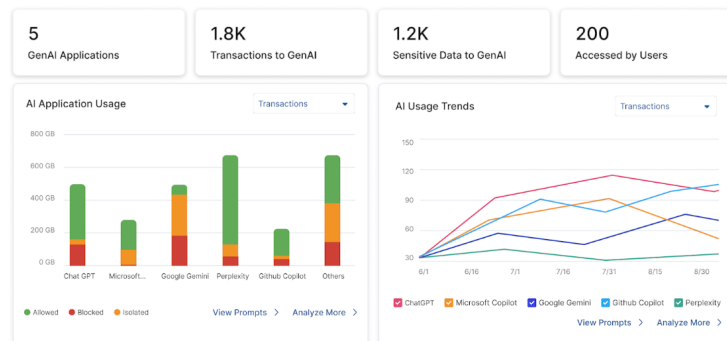 5
GenAI Applications
1.8K
Transactions to GenAI
1.2K
Sensitive Data to GenAI
200
Accessed by Users
AI Application Usage
Transactions
800 GB
600 GB
400 GB
200 GB
0 GB
Chat GPT Microsoft... Google Gemini Perplexity Github Copilot Others
Allowed Blocked Isolated
View Prompts > Analyze More >
AI Usage Trends
Transactions
150
120
90
60
30
6/1 6/16 7/1 7/16 7/31 8/15 8/30
ChatGPT Microsoft Copilot Google Gemini Github Copilot Perplexity
View Prompts > Analyze More >